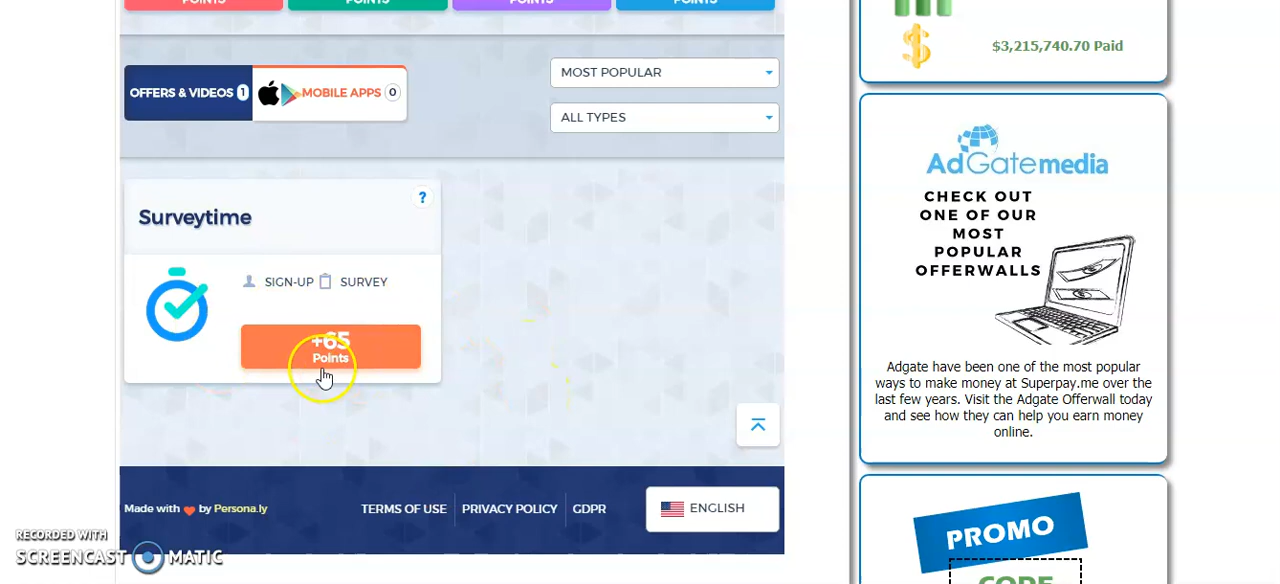 POINTS POINTS POINTS POINTS
OFFERS & VIDEOS 1
MOBILE APPS 0
MOST POPULAR
ALL TYPES
Surveytime
?
SIGN-UP SURVEY
+65
Points
Made with by Persona.ly
TERMS OF USE
PRIVACY POLICY
GDPR
ENGLISH
$3,215,740.70 Paid
AdGatemedia
CHECK OUT
ONE OF OUR
MOST
POPULAR
OFFERWALLS
Adgate have been one of the most popular
ways to make money at Superpay.me over the
last few years. Visit the Adgate Offerwall today
and see how they can help you earn money
online.
PROMO
CODE
RECORDED WITH
SCREENCAST MATIC